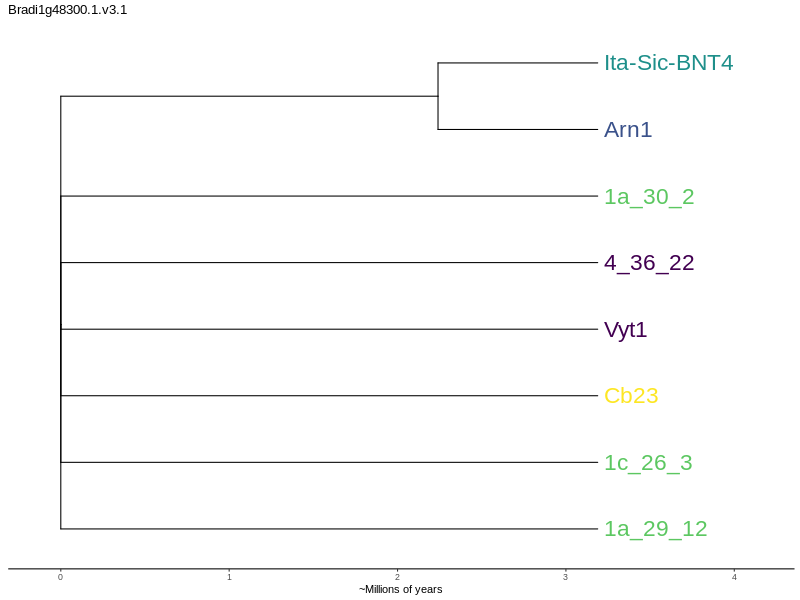 Bradi1g48300.1.v3.1
Ita-Sic-BNT4
Arn1
1a_30_2
4_36_22
Vyt1
Cb23
1c_26_3
1a_29_12
0 1 2 3 4
~Millions of years